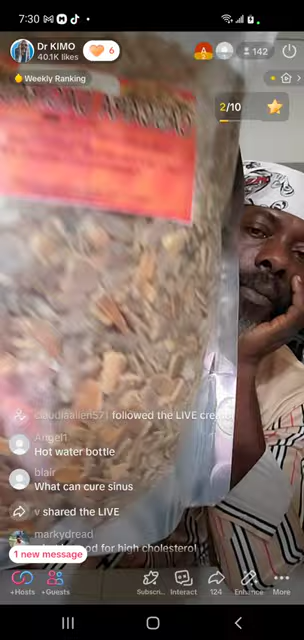 7:30
Dr KIMO
40.1K likes
6
142
Weekly Ranking
2/10
claudiaallen571 followed the LIVE cre
Angel1
Hot water bottle
blair
What can cure sinus
v shared the LIVE
markydread
od for high cholesterol
1 new message
+Hosts
+Guests
Subscri...
Interact
124
Enhance
More